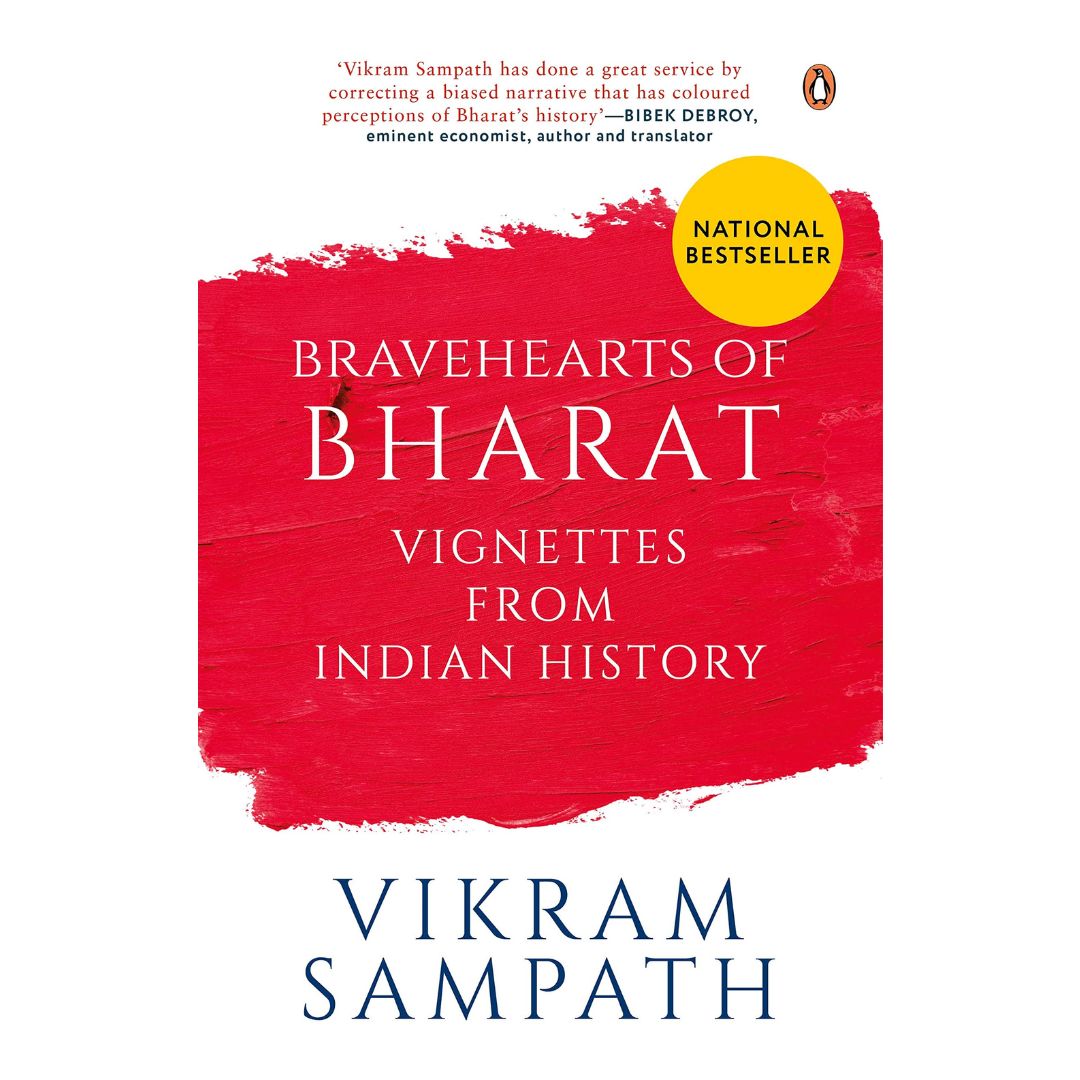 ‘Vikram Sampath has done a great service by
correcting a biased narrative that has coloured
perceptions of Bharat’s history’—BIBEK DEBROY,
eminent economist, author and translator
NATIONAL
BESTSELLER
BRAVEHEARTS OF
BHARAT
VIGNETTES
FROM
INDIAN HISTORY
VIKRAM
SAMPATH